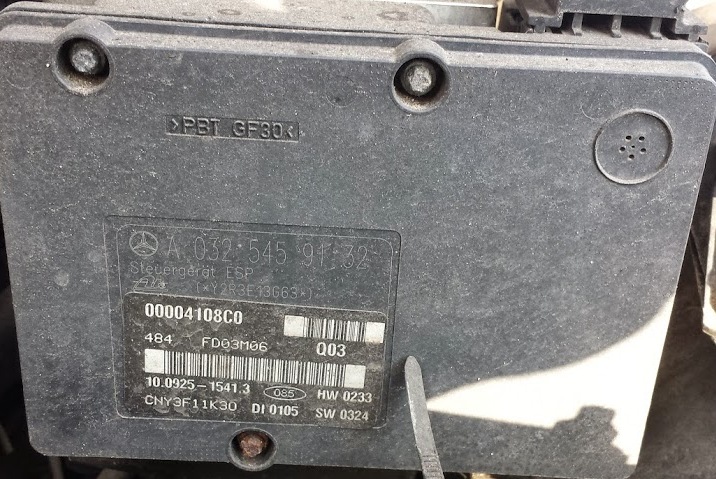 >PBT GF30<
A 032 545 91 32
Steuergerät ESP
(*Y2R3E13G63*)
00004108C0
484 FD03M06 Q03
10.0925-1541.3 085 HW 0233
CNY3F11K30 DI 0105 SW 0324